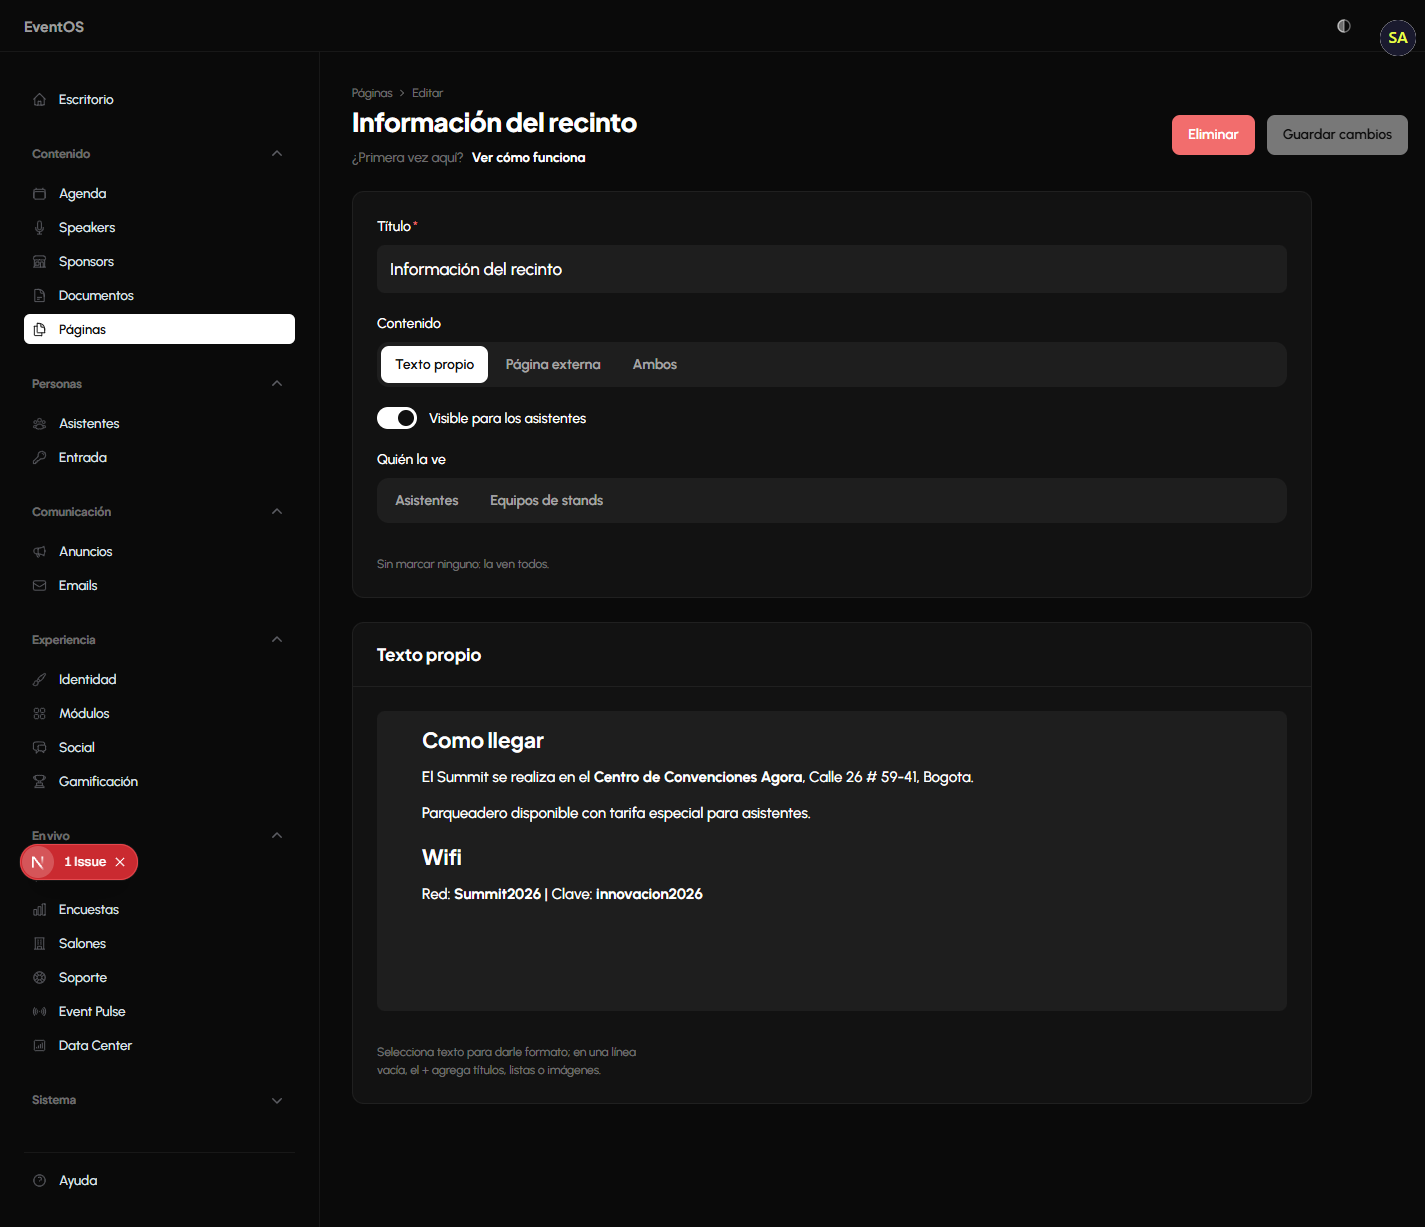 EventOS
SA
Escritorio
Contenido
Agenda
Speakers
Sponsors
Documentos
Páginas
Personas
Asistentes
Entrada
Comunicación
Anuncios
Emails
Experiencia
Identidad
Módulos
Social
Gamificación
En vivo
N 1 Issue
Encuestas
Salones
Soporte
Event Pulse
Data Center
Sistema
Ayuda
Páginas > Editar
Información del recinto
¿Primera vez aquí? Ver cómo funciona
Eliminar
Guardar cambios
Título*
Información del recinto
Contenido
Texto propio Página externa Ambos
Visible para los asistentes
Quién la ve
Asistentes Equipos de stands
Sin marcar ninguno: la ven todos.
Texto propio
Como llegar
El Summit se realiza en el Centro de Convenciones Agora, Calle 26 # 59-41, Bogota.
Parqueadero disponible con tarifa especial para asistentes.
Wifi
Red: Summit2026 | Clave: innovacion2026
Selecciona texto para darle formato; en una línea
vacía, el + agrega títulos, listas o imágenes.